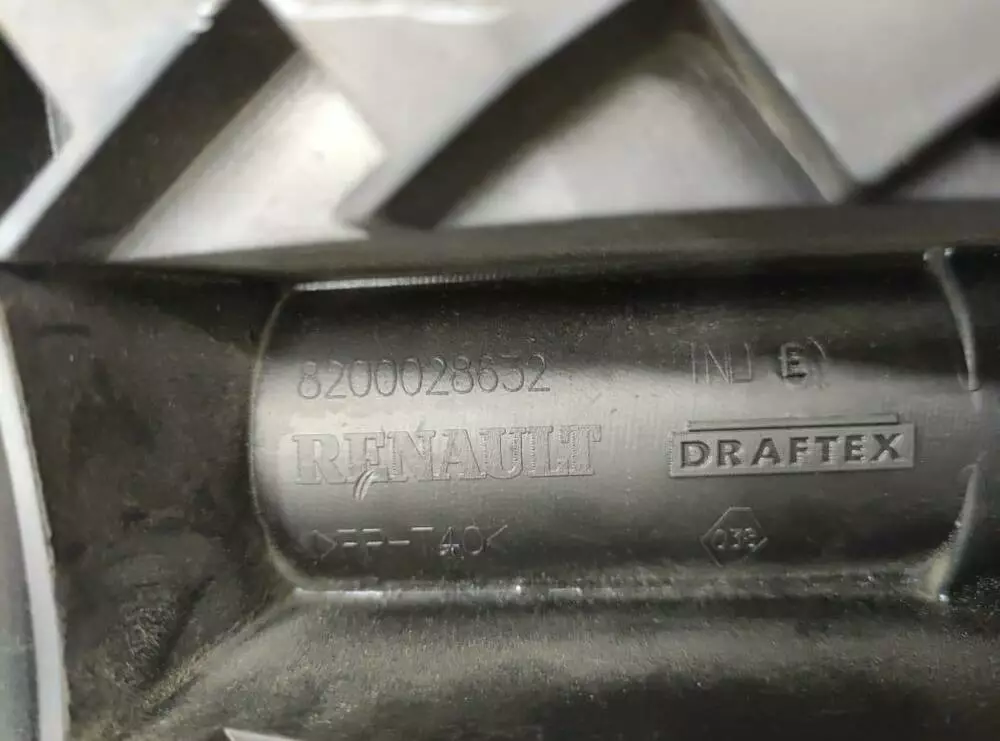 8200028632 INJ E)
RENAULT DRAFTEX
>PP-T40< 038